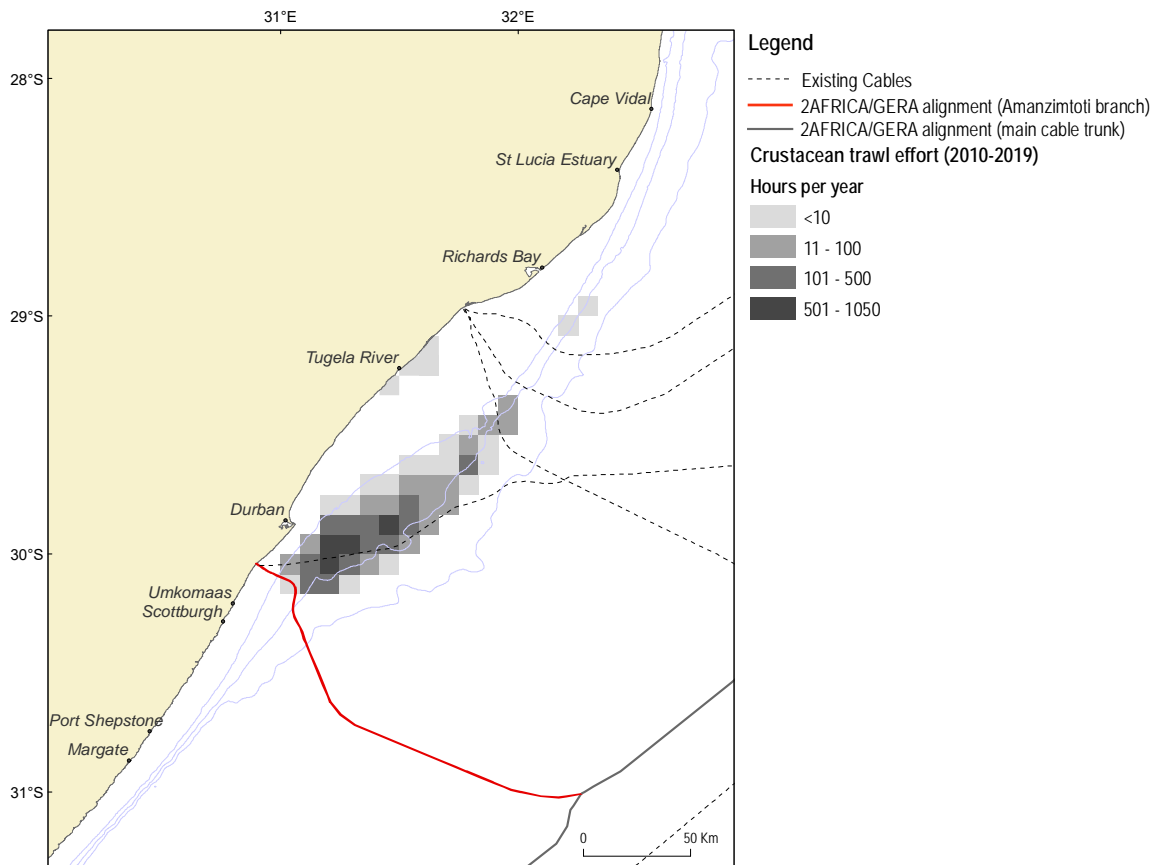 31°E 32°E
28°S
29°S
30°S
31°S
Cape Vidal
St Lucia Estuary
Richards Bay
Tugela River
Durban
Umkomaas
Scottburgh
Port Shepstone
Margate
0 50 Km
Legend
Existing Cables
2AFRICA/GERA alignment (Amanzimtoti branch)
2AFRICA/GERA alignment (main cable trunk)
Crustacean trawl effort (2010-2019)
Hours per year
<10
11 - 100
101 - 500
501 - 1050